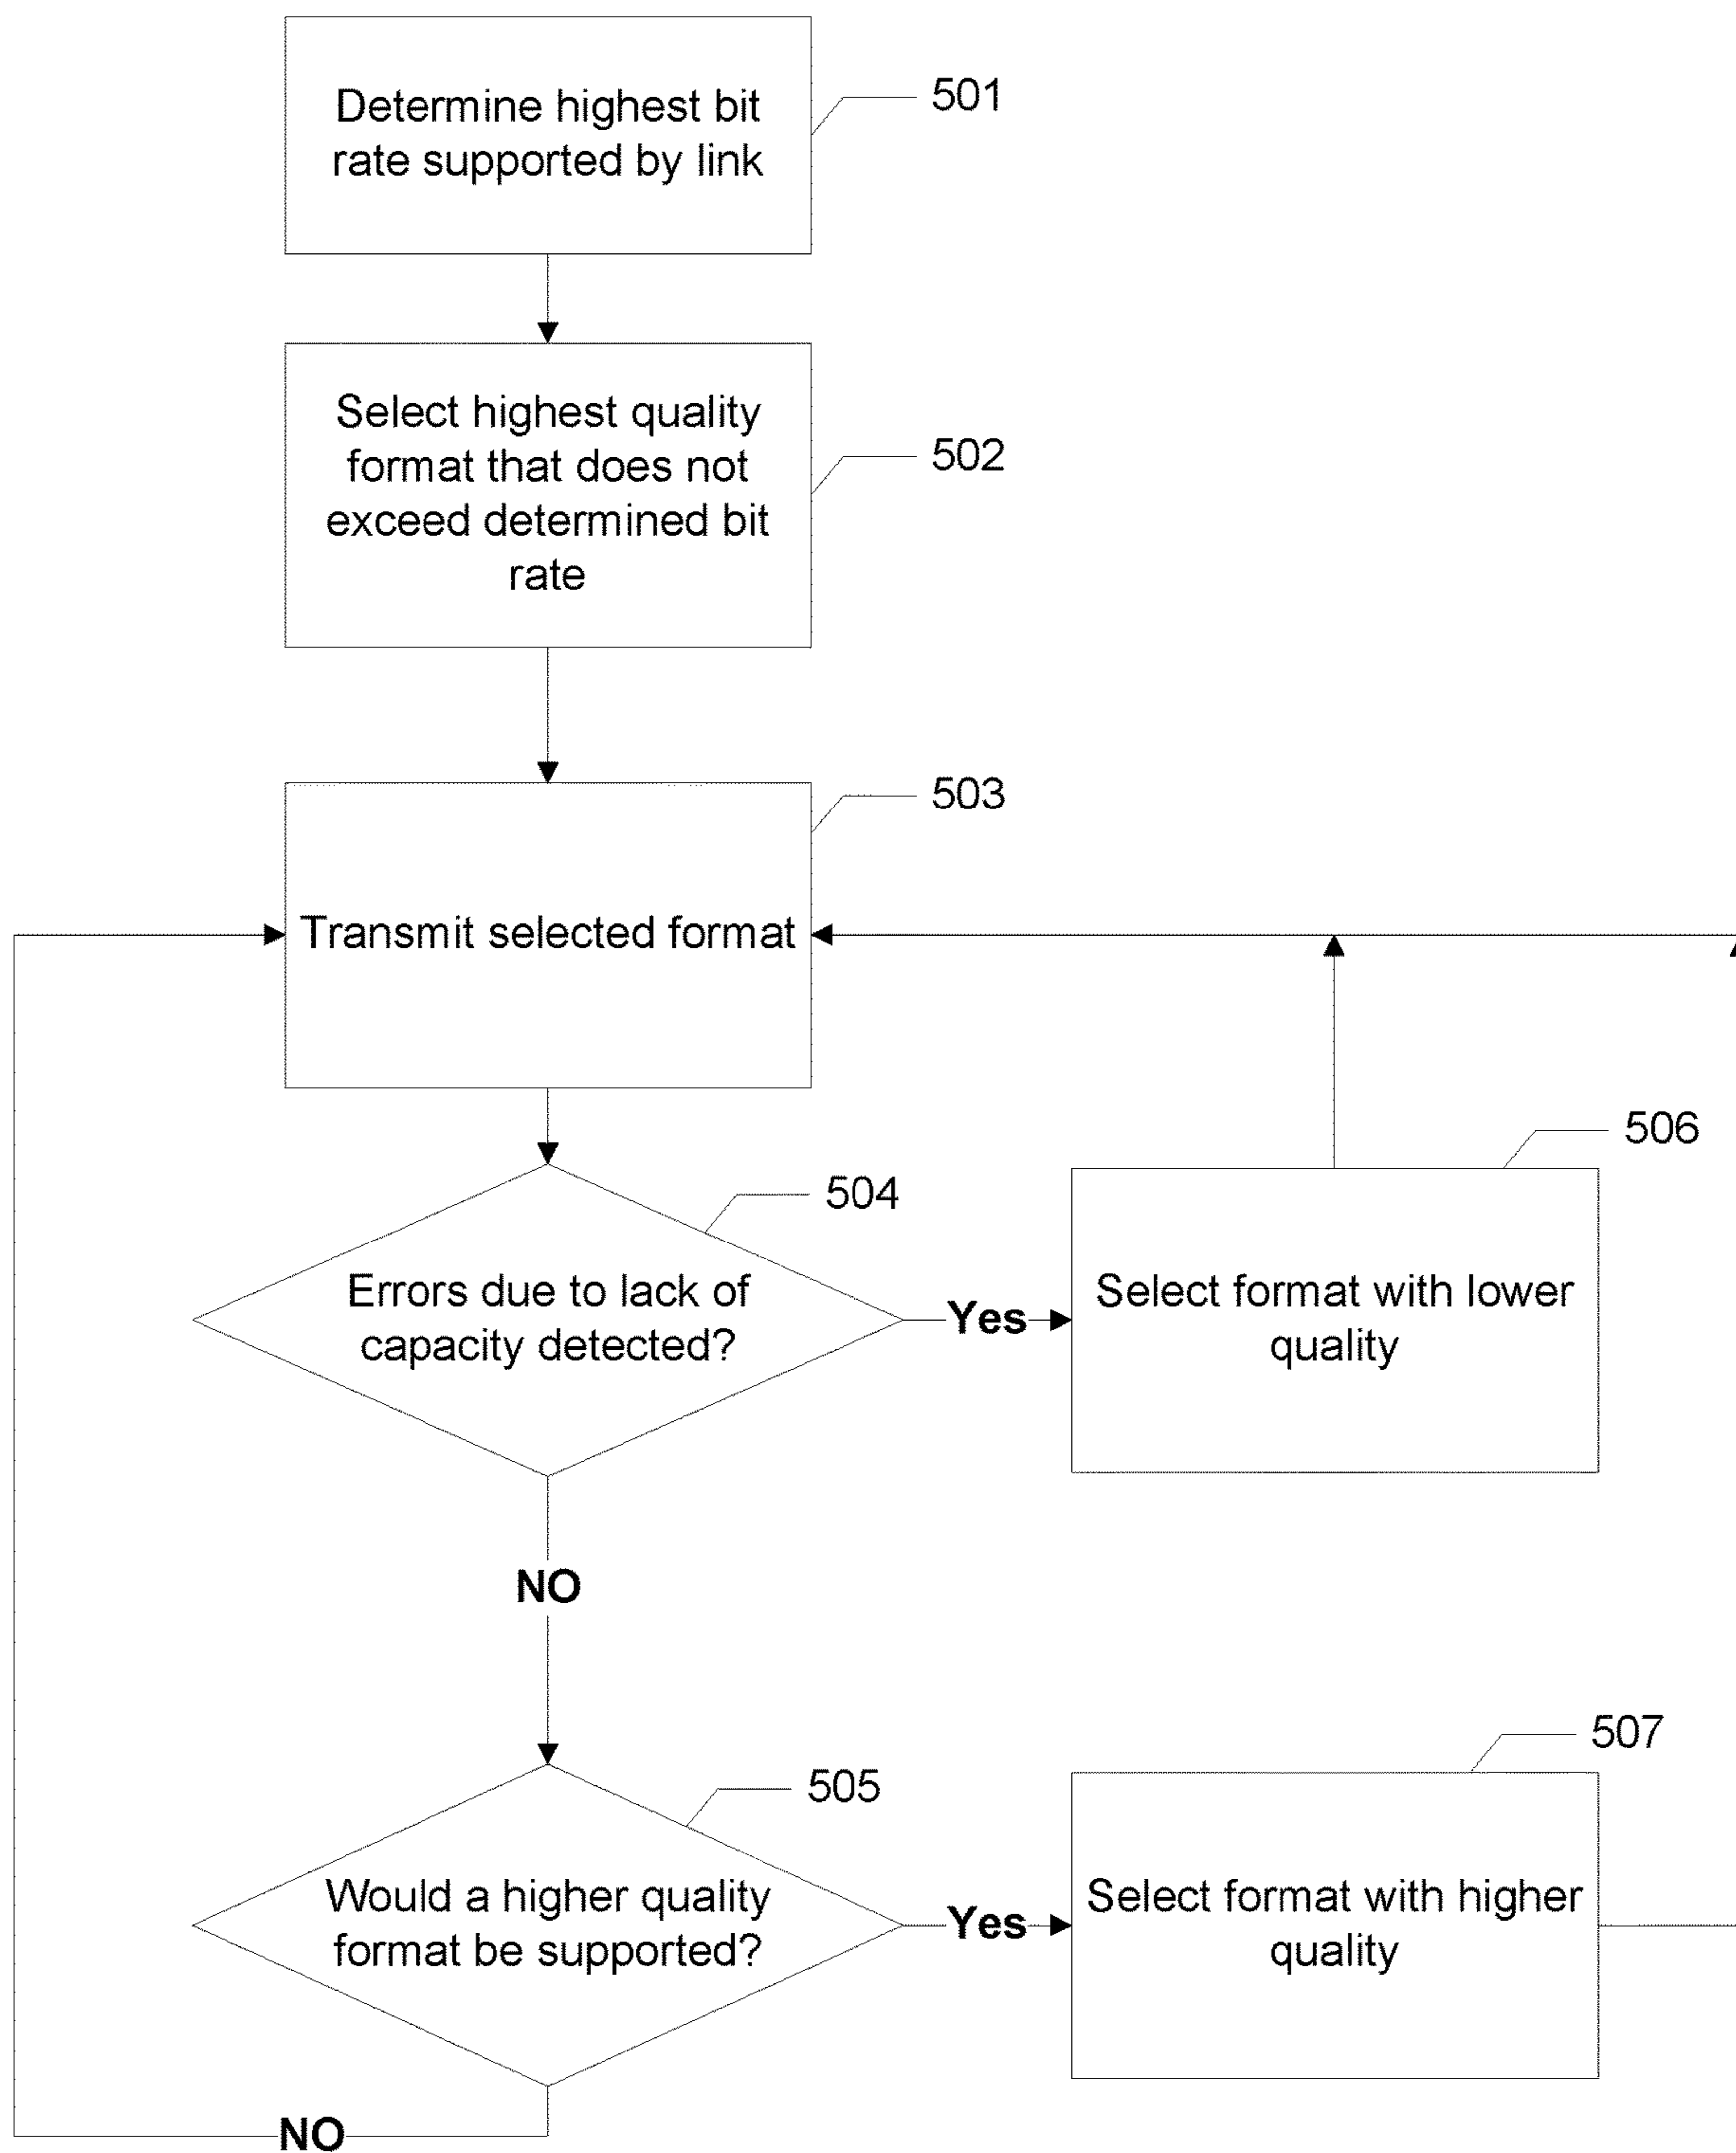 Determine highest bit
rate supported by link
501
Select highest quality
format that does not
exceed determined bit
rate
502
503
Transmit selected format
506
504
Errors due to lack of
capacity detected?
Yes
Select format with lower
quality
NO
507
505
Would a higher quality
format be supported?
Yes
Select format with higher
quality
NO